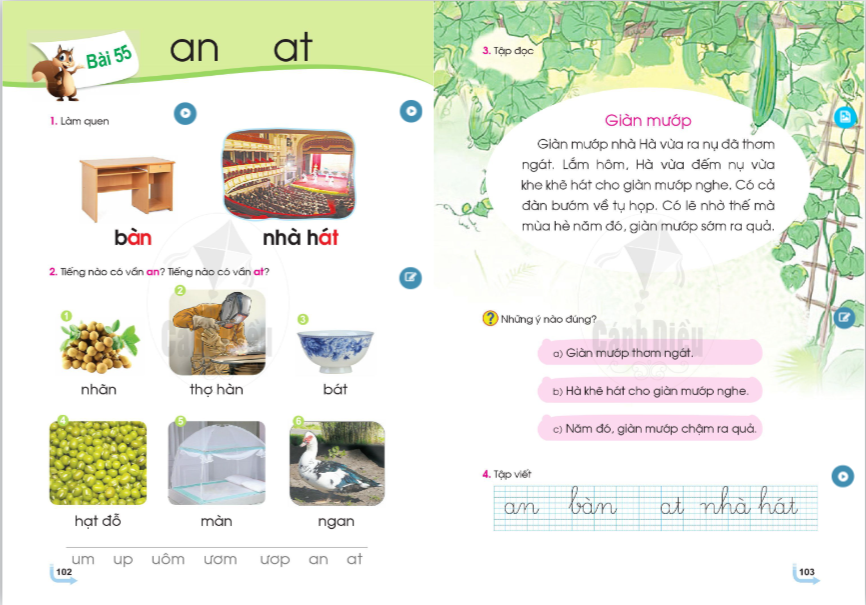 Bài 55
an at
1. Làm quen
bàn nhà hát
2. Tiếng nào có vần an? Tiếng nào có vần at?
1 2 3
nhãn thợ hàn bát
4 5 6
hạt đỗ màn ngan
um up uôm ươm ươp an at
102
3. Tập đọc
Giàn mướp
Giàn mướp nhà Hà vừa ra nụ đã thơm
ngát. Lắm hôm, Hà vừa đếm nụ vừa
khe khẽ hát cho giàn mướp nghe. Có cả
đàn bướm về tụ họp. Có lẽ nhờ thế mà
mùa hè năm đó, giàn mướp sớm ra quả.
? Những ý nào đúng?
a) Giàn mướp thơm ngát.
b) Hà khẽ hát cho giàn mướp nghe.
c) Năm đó, giàn mướp chậm ra quả.
4. Tập viết
an bàn at nhà hát
103
Cánh Diều